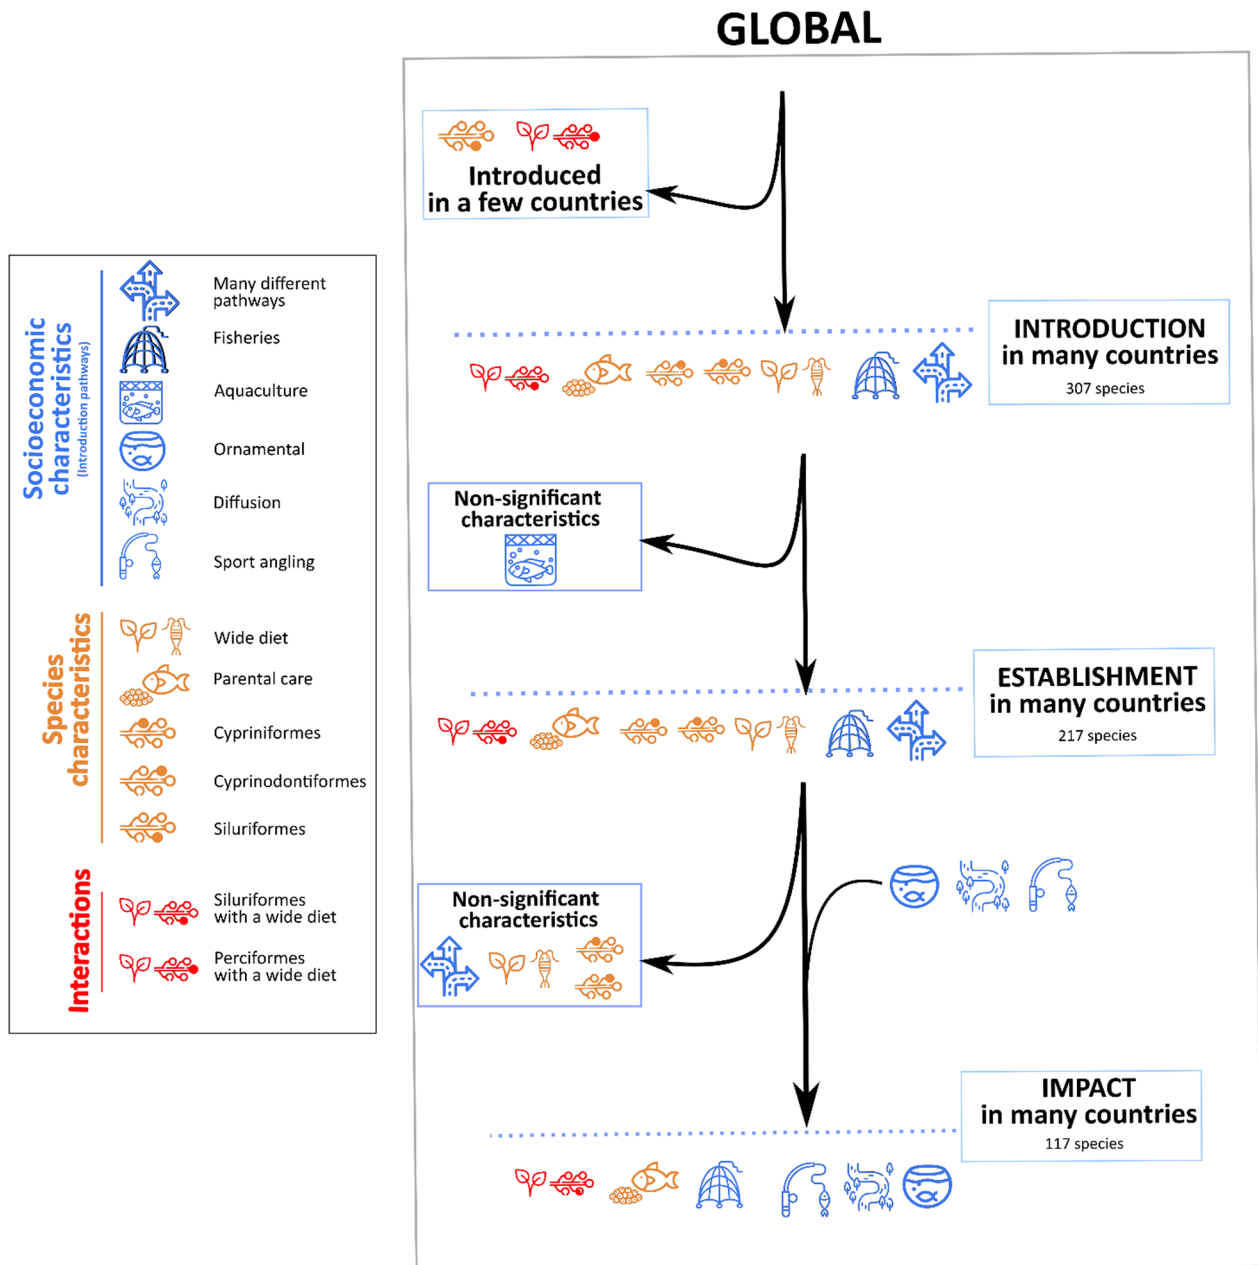 GLOBAL
Introduced
in a few countries
INTRODUCTION
in many countries
307 species
Non-significant
characteristics
ESTABLISHMENT
in many countries
217 species
Non-significant
characteristics
IMPACT
in many countries
117 species
Socioeconomic
characteristics
(Introduction pathways)
Many different
pathways
Fisheries
Aquaculture
Ornamental
Diffusion
Sport angling
Species
characteristics
Wide diet
Parental care
Cypriniformes
Cyprinodontiformes
Siluriformes
Interactions
Siluriformes
with a wide diet
Perciformes
with a wide diet